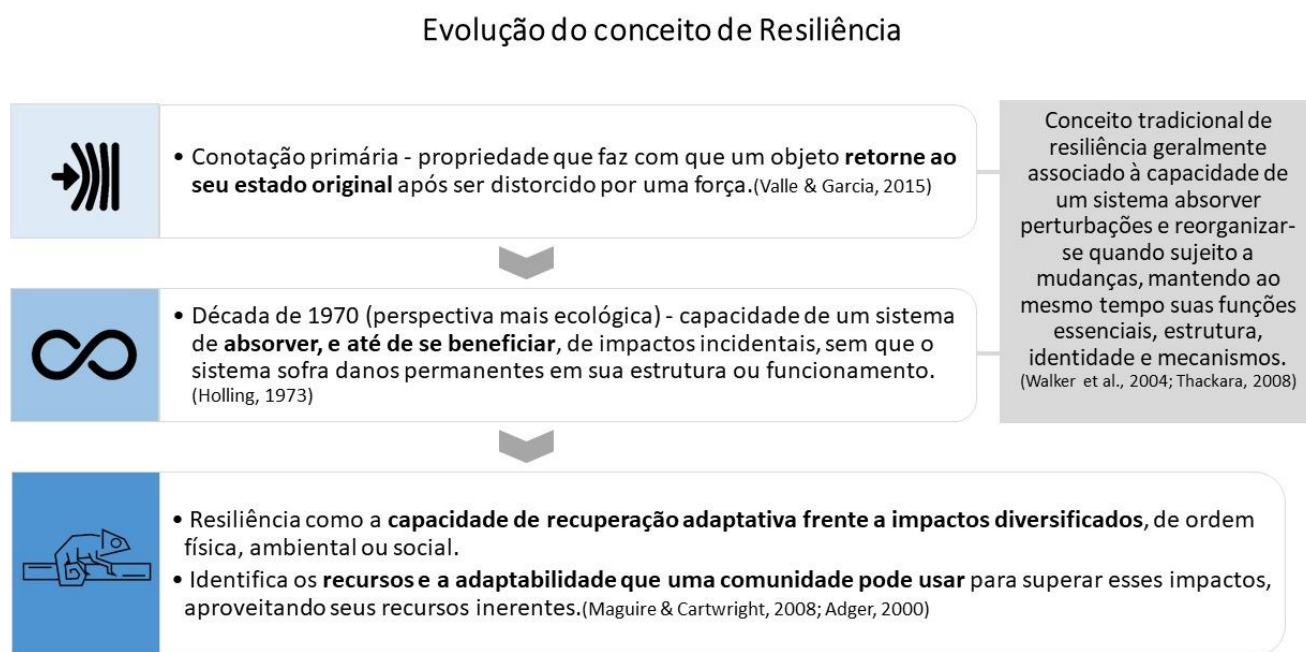 Evolução do conceito de Resiliência
• Conotação primária - propriedade que faz com que um objeto retorne ao
seu estado original após ser distorcido por uma força.(Valle & Garcia, 2015)
Conceito tradicional de
resiliência geralmente
associado à capacidade de
um sistema absorver
perturbações e reorganizar-
se quando sujeito a
mudanças, mantendo ao
mesmo tempo suas funções
essenciais, estrutura,
identidade e mecanismos.
(Walker et al., 2004; Thackara, 2008)
• Década de 1970 (perspectiva mais ecológica) - capacidade de um sistema
de absorver, e até de se beneficiar, de impactos incidentais, sem que o
sistema sofra danos permanentes em sua estrutura ou funcionamento.
(Holling, 1973)
• Resiliência como a capacidade de recuperação adaptativa frente a impactos diversificados, de ordem
física, ambiental ou social.
• Identifica os recursos e a adaptabilidade que uma comunidade pode usar para superar esses impactos,
aproveitando seus recursos inerentes.(Maguire & Cartwright, 2008; Adger, 2000)